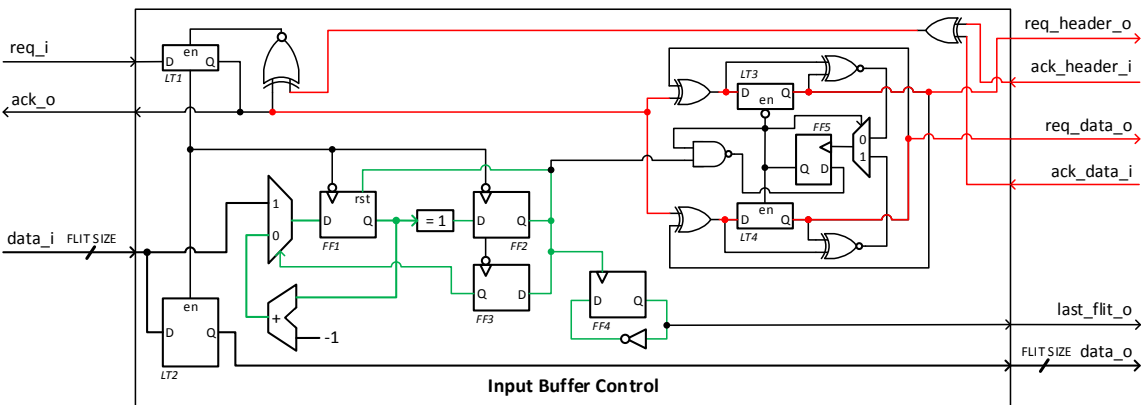 req_i
ack_o
data_i FLIT SIZE
en
D Q
LT1
en
D Q
LT2
1
0
rst
D Q
FF1
= 1
D Q
FF2
Q D
FF3
+
-1
D Q
FF4
LT3
D Q
en
FF5
Q D
0
1
en
D Q
LT4
req_header_o
ack_header_i
req_data_o
ack_data_i
last_flit_o
FLIT SIZE data_o
Input Buffer Control